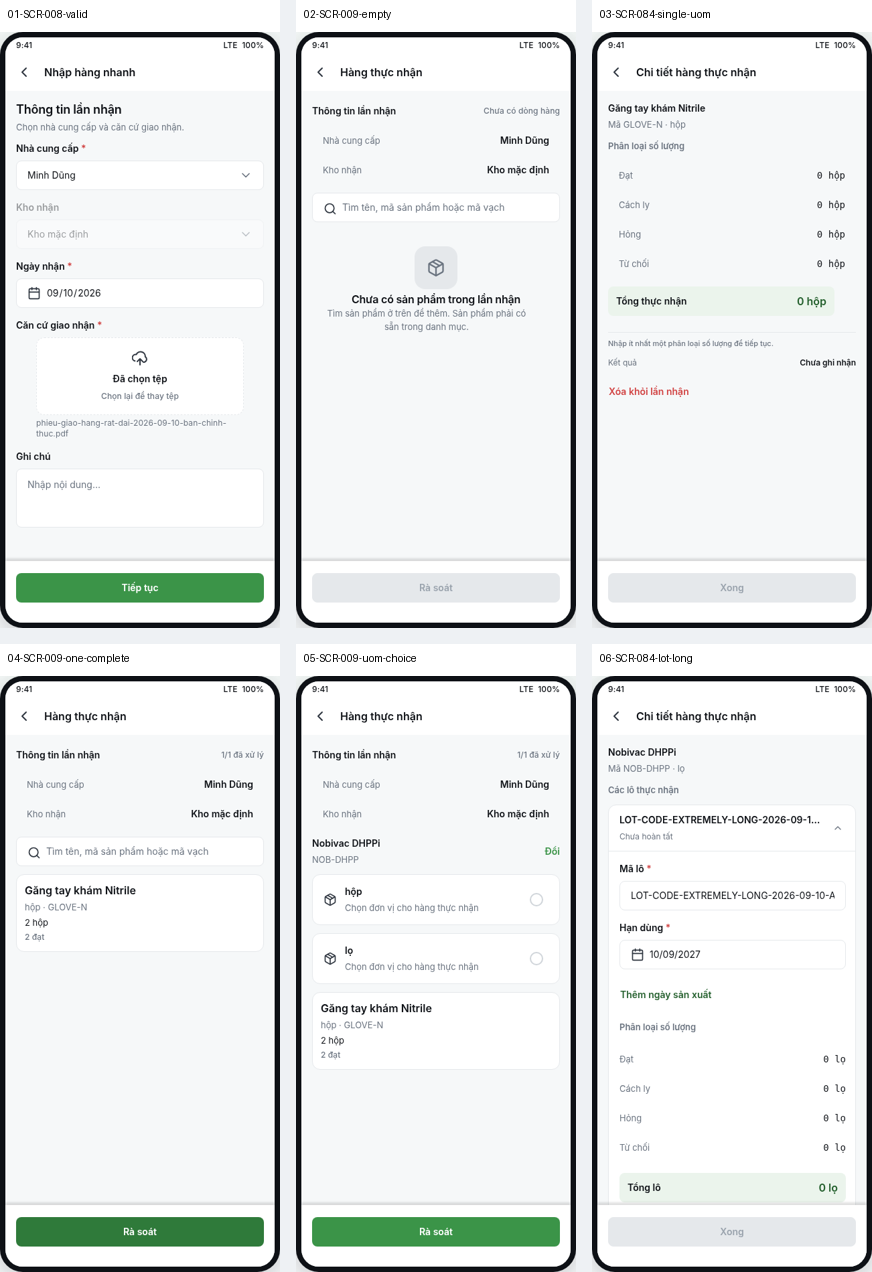 01-SCR-008-valid
9:41
LTE 100%
Nhập hàng nhanh
Thông tin lần nhận
Chọn nhà cung cấp và căn cứ giao nhận.
Nhà cung cấp *
Minh Dũng
Kho nhận
Kho mặc định
Ngày nhận *
09/10/2026
Căn cứ giao nhận *
Đã chọn tệp
Chọn lại để thay tệp
phieu-giao-hang-rat-dai-2026-09-10-ban-chinh-
thuc.pdf
Ghi chú
Nhập nội dung...
Tiếp tục
02-SCR-009-empty
9:41
LTE 100%
Hàng thực nhận
Thông tin lần nhận
Chưa có dòng hàng
Nhà cung cấp
Minh Dũng
Kho nhận
Kho mặc định
Tìm tên, mã sản phẩm hoặc mã vạch
Chưa có sản phẩm trong lần nhận
Tìm sản phẩm ở trên để thêm. Sản phẩm phải có
sẵn trong danh mục.
Rà soát
03-SCR-084-single-uom
9:41
LTE 100%
Chi tiết hàng thực nhận
Găng tay khám Nitrile
Mã GLOVE-N · hộp
Phân loại số lượng
Đạt
0 hộp
Cách ly
0 hộp
Hỏng
0 hộp
Từ chối
0 hộp
Tổng thực nhận
0 hộp
Nhập ít nhất một phân loại số lượng để tiếp tục.
Kết quả
Chưa ghi nhận
Xóa khỏi lần nhận
Xong
04-SCR-009-one-complete
9:41
LTE 100%
Hàng thực nhận
Thông tin lần nhận
1/1 đã xử lý
Nhà cung cấp
Minh Dũng
Kho nhận
Kho mặc định
Tìm tên, mã sản phẩm hoặc mã vạch
Găng tay khám Nitrile
hộp · GLOVE-N
2 hộp
2 đạt
Rà soát
05-SCR-009-uom-choice
9:41
LTE 100%
Hàng thực nhận
Thông tin lần nhận
1/1 đã xử lý
Nhà cung cấp
Minh Dũng
Kho nhận
Kho mặc định
Nobivac DHPPi
NOB-DHPP
Đổi
hộp
Chọn đơn vị cho hàng thực nhận
lọ
Chọn đơn vị cho hàng thực nhận
Găng tay khám Nitrile
hộp · GLOVE-N
2 hộp
2 đạt
Rà soát
06-SCR-084-lot-long
9:41
LTE 100%
Chi tiết hàng thực nhận
Nobivac DHPPi
Mã NOB-DHPP · lọ
Các lô thực nhận
LOT-CODE-EXTREMELY-LONG-2026-09-1...
Chưa hoàn tất
Mã lô *
LOT-CODE-EXTREMELY-LONG-2026-09-10-A
Hạn dùng *
10/09/2027
Thêm ngày sản xuất
Phân loại số lượng
Đạt
0 lọ
Cách ly
0 lọ
Hỏng
0 lọ
Từ chối
0 lọ
Tổng lô
0 lọ
Xong